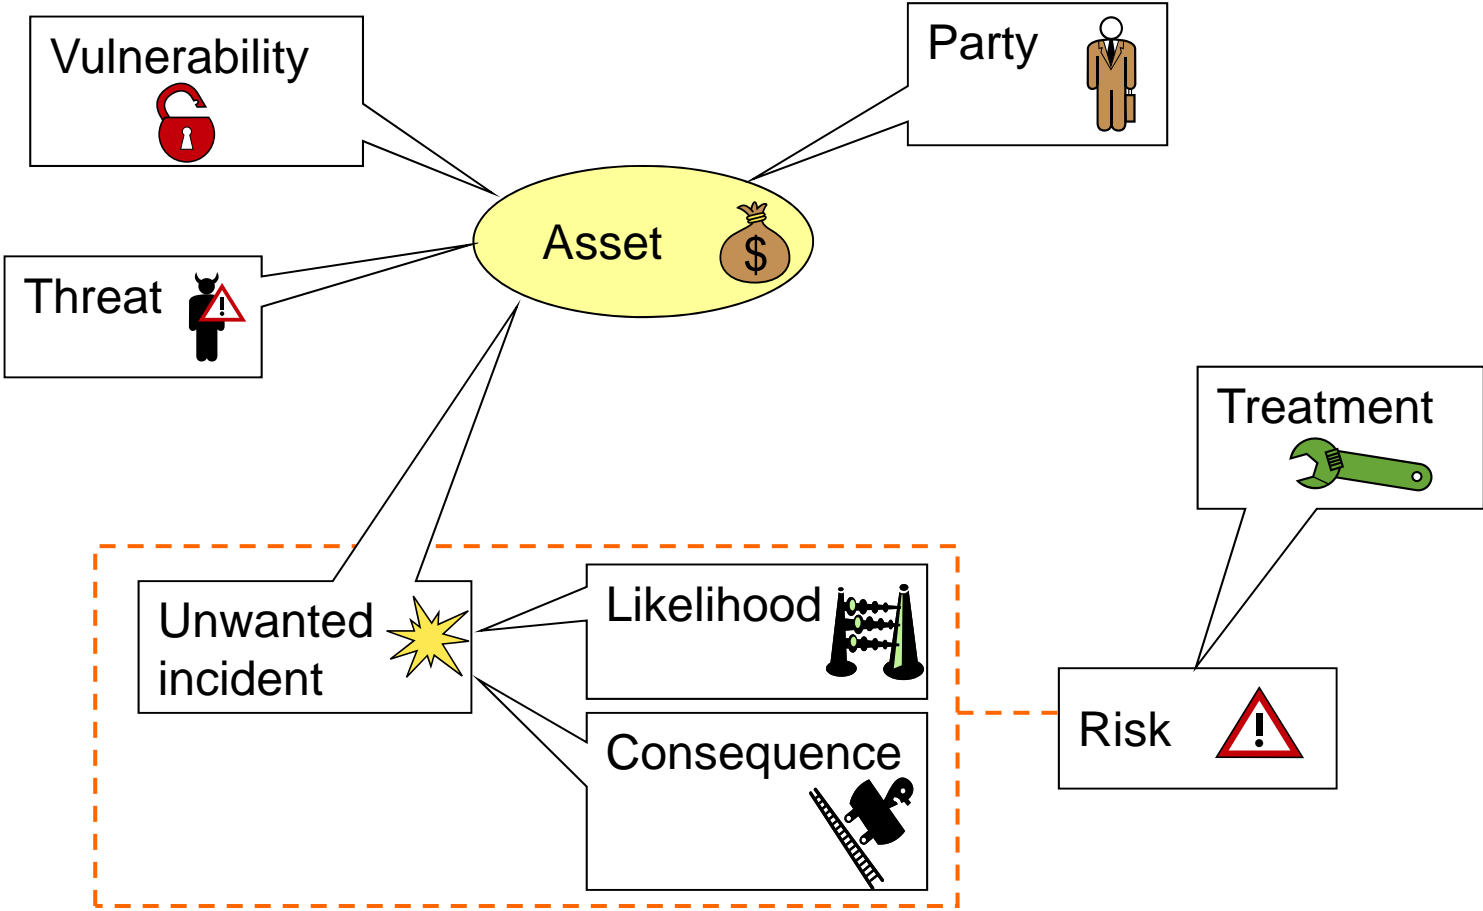 Vulnerability
Party
Asset
$
Threat
!
Treatment
Unwanted
incident
Likelihood
Consequence
Risk
!